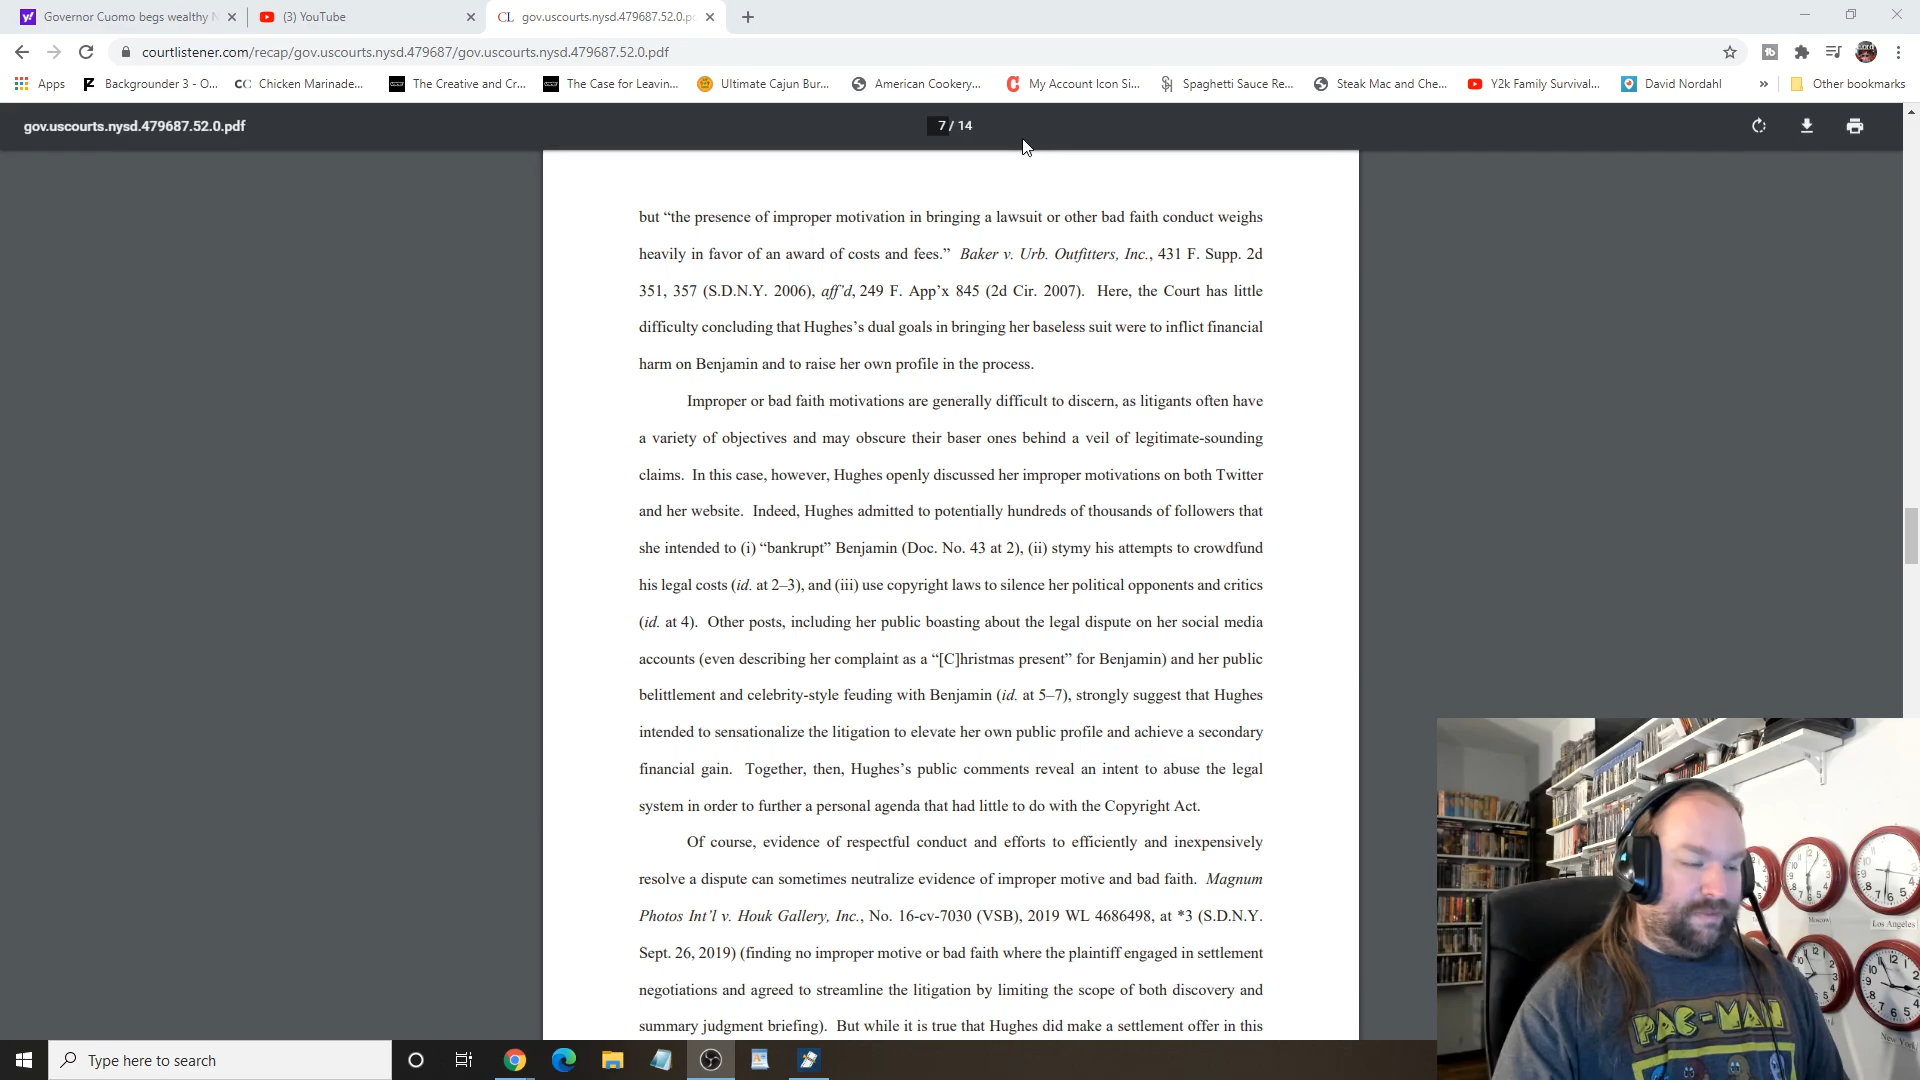 Governor Cuomo begs wealthy N
(3) YouTube
CL gov.uscourts.nysd.479687.52.0.pd
courtlistener.com/recap/gov.uscourts.nysd.479687/gov.uscourts.nysd.479687.52.0.pdf
Apps Backgrounder 3 - O... CC Chicken Marinade... The Creative and Cr... The Case for Leavin... Ultimate Cajun Bur... American Cookery... My Account Icon Si... Spaghetti Sauce Re... Steak Mac and Che... Y2k Family Survival... David Nordahl » Other bookmarks
gov.uscourts.nysd.479687.52.0.pdf 7 / 14
but “the presence of improper motivation in bringing a lawsuit or other bad faith conduct weighs
heavily in favor of an award of costs and fees.” Baker v. Urb. Outfitters, Inc., 431 F. Supp. 2d
351, 357 (S.D.N.Y. 2006), aff’d, 249 F. App’x 845 (2d Cir. 2007). Here, the Court has little
difficulty concluding that Hughes’s dual goals in bringing her baseless suit were to inflict financial
harm on Benjamin and to raise her own profile in the process.
Improper or bad faith motivations are generally difficult to discern, as litigants often have
a variety of objectives and may obscure their baser ones behind a veil of legitimate-sounding
claims. In this case, however, Hughes openly discussed her improper motivations on both Twitter
and her website. Indeed, Hughes admitted to potentially hundreds of thousands of followers that
she intended to (i) “bankrupt” Benjamin (Doc. No. 43 at 2), (ii) stymy his attempts to crowdfund
his legal costs (id. at 2–3), and (iii) use copyright laws to silence her political opponents and critics
(id. at 4). Other posts, including her public boasting about the legal dispute on her social media
accounts (even describing her complaint as a “[C]hristmas present” for Benjamin) and her public
belittlement and celebrity-style feuding with Benjamin (id. at 5–7), strongly suggest that Hughes
intended to sensationalize the litigation to elevate her own public profile and achieve a secondary
financial gain. Together, then, Hughes’s public comments reveal an intent to abuse the legal
system in order to further a personal agenda that had little to do with the Copyright Act.
Of course, evidence of respectful conduct and efforts to efficiently and inexpensively
resolve a dispute can sometimes neutralize evidence of improper motive and bad faith. Magnum
Photos Int’l v. Houk Gallery, Inc., No. 16-cv-7030 (VSB), 2019 WL 4686498, at *3 (S.D.N.Y.
Sept. 26, 2019) (finding no improper motive or bad faith where the plaintiff engaged in settlement
negotiations and agreed to streamline the litigation by limiting the scope of both discovery and
summary judgment briefing). But while it is true that Hughes did make a settlement offer in this
Moscow
Los Angeles
New York
PAC-MAN
Type here to search